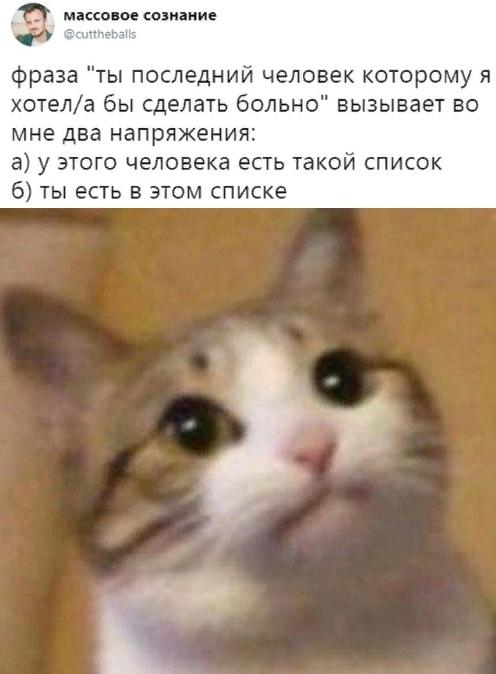 массовое сознание
@cuttheballs
фраза "ты последний человек которому я
хотел/а бы сделать больно" вызывает во
мне два напряжения:
а) у этого человека есть такой список
б) ты есть в этом списке